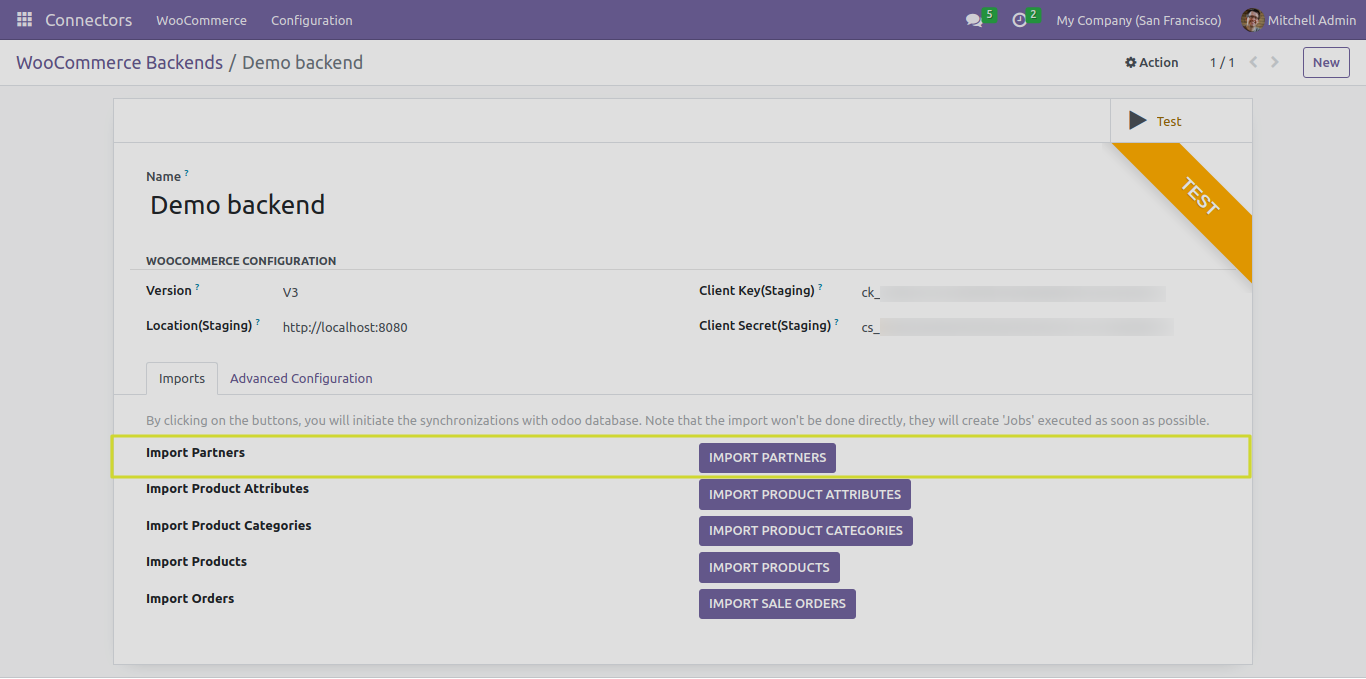 Connectors WooCommerce Configuration 5 2 My Company (San Francisco) Mitchell Admin
WooCommerce Backends / Demo backend Action 1 / 1 New
Test
TEST
Name ?
Demo backend
WOOCOMMERCE CONFIGURATION
Version ? V3 Client Key(Staging) ? ck_
Location(Staging) ? http://localhost:8080 Client Secret(Staging) ? cs_
Imports Advanced Configuration
By clicking on the buttons, you will initiate the synchronizations with odoo database. Note that the import won't be done directly, they will create 'Jobs' executed as soon as possible.
Import Partners IMPORT PARTNERS
Import Product Attributes IMPORT PRODUCT ATTRIBUTES
Import Product Categories IMPORT PRODUCT CATEGORIES
Import Products IMPORT PRODUCTS
Import Orders IMPORT SALE ORDERS